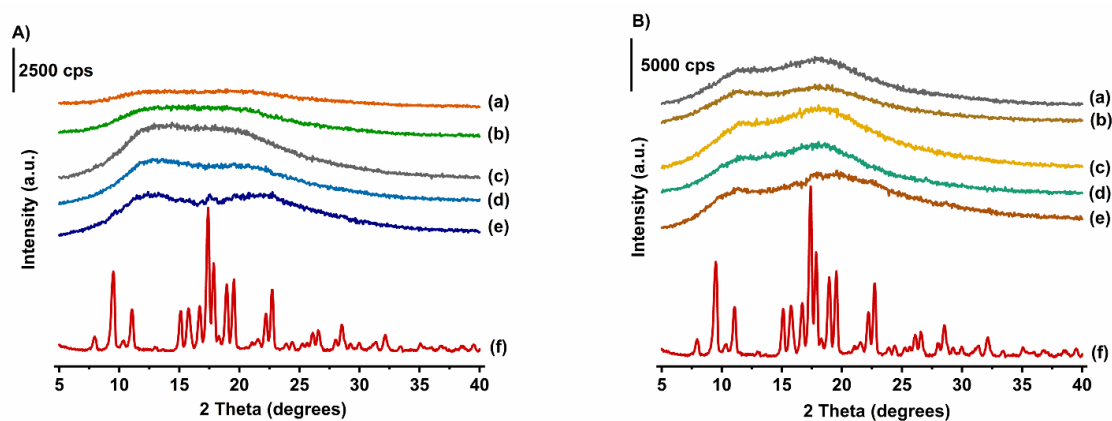 A)
2500 cps
Intensity (a.u.)
(a)
(b)
(c)
(d)
(e)
(f)
5 10 15 20 25 30 35 40
2 Theta (degrees)
B)
5000 cps
Intensity (a.u.)
(a)
(b)
(c)
(d)
(e)
(f)
5 10 15 20 25 30 35 40
2 Theta (degrees)